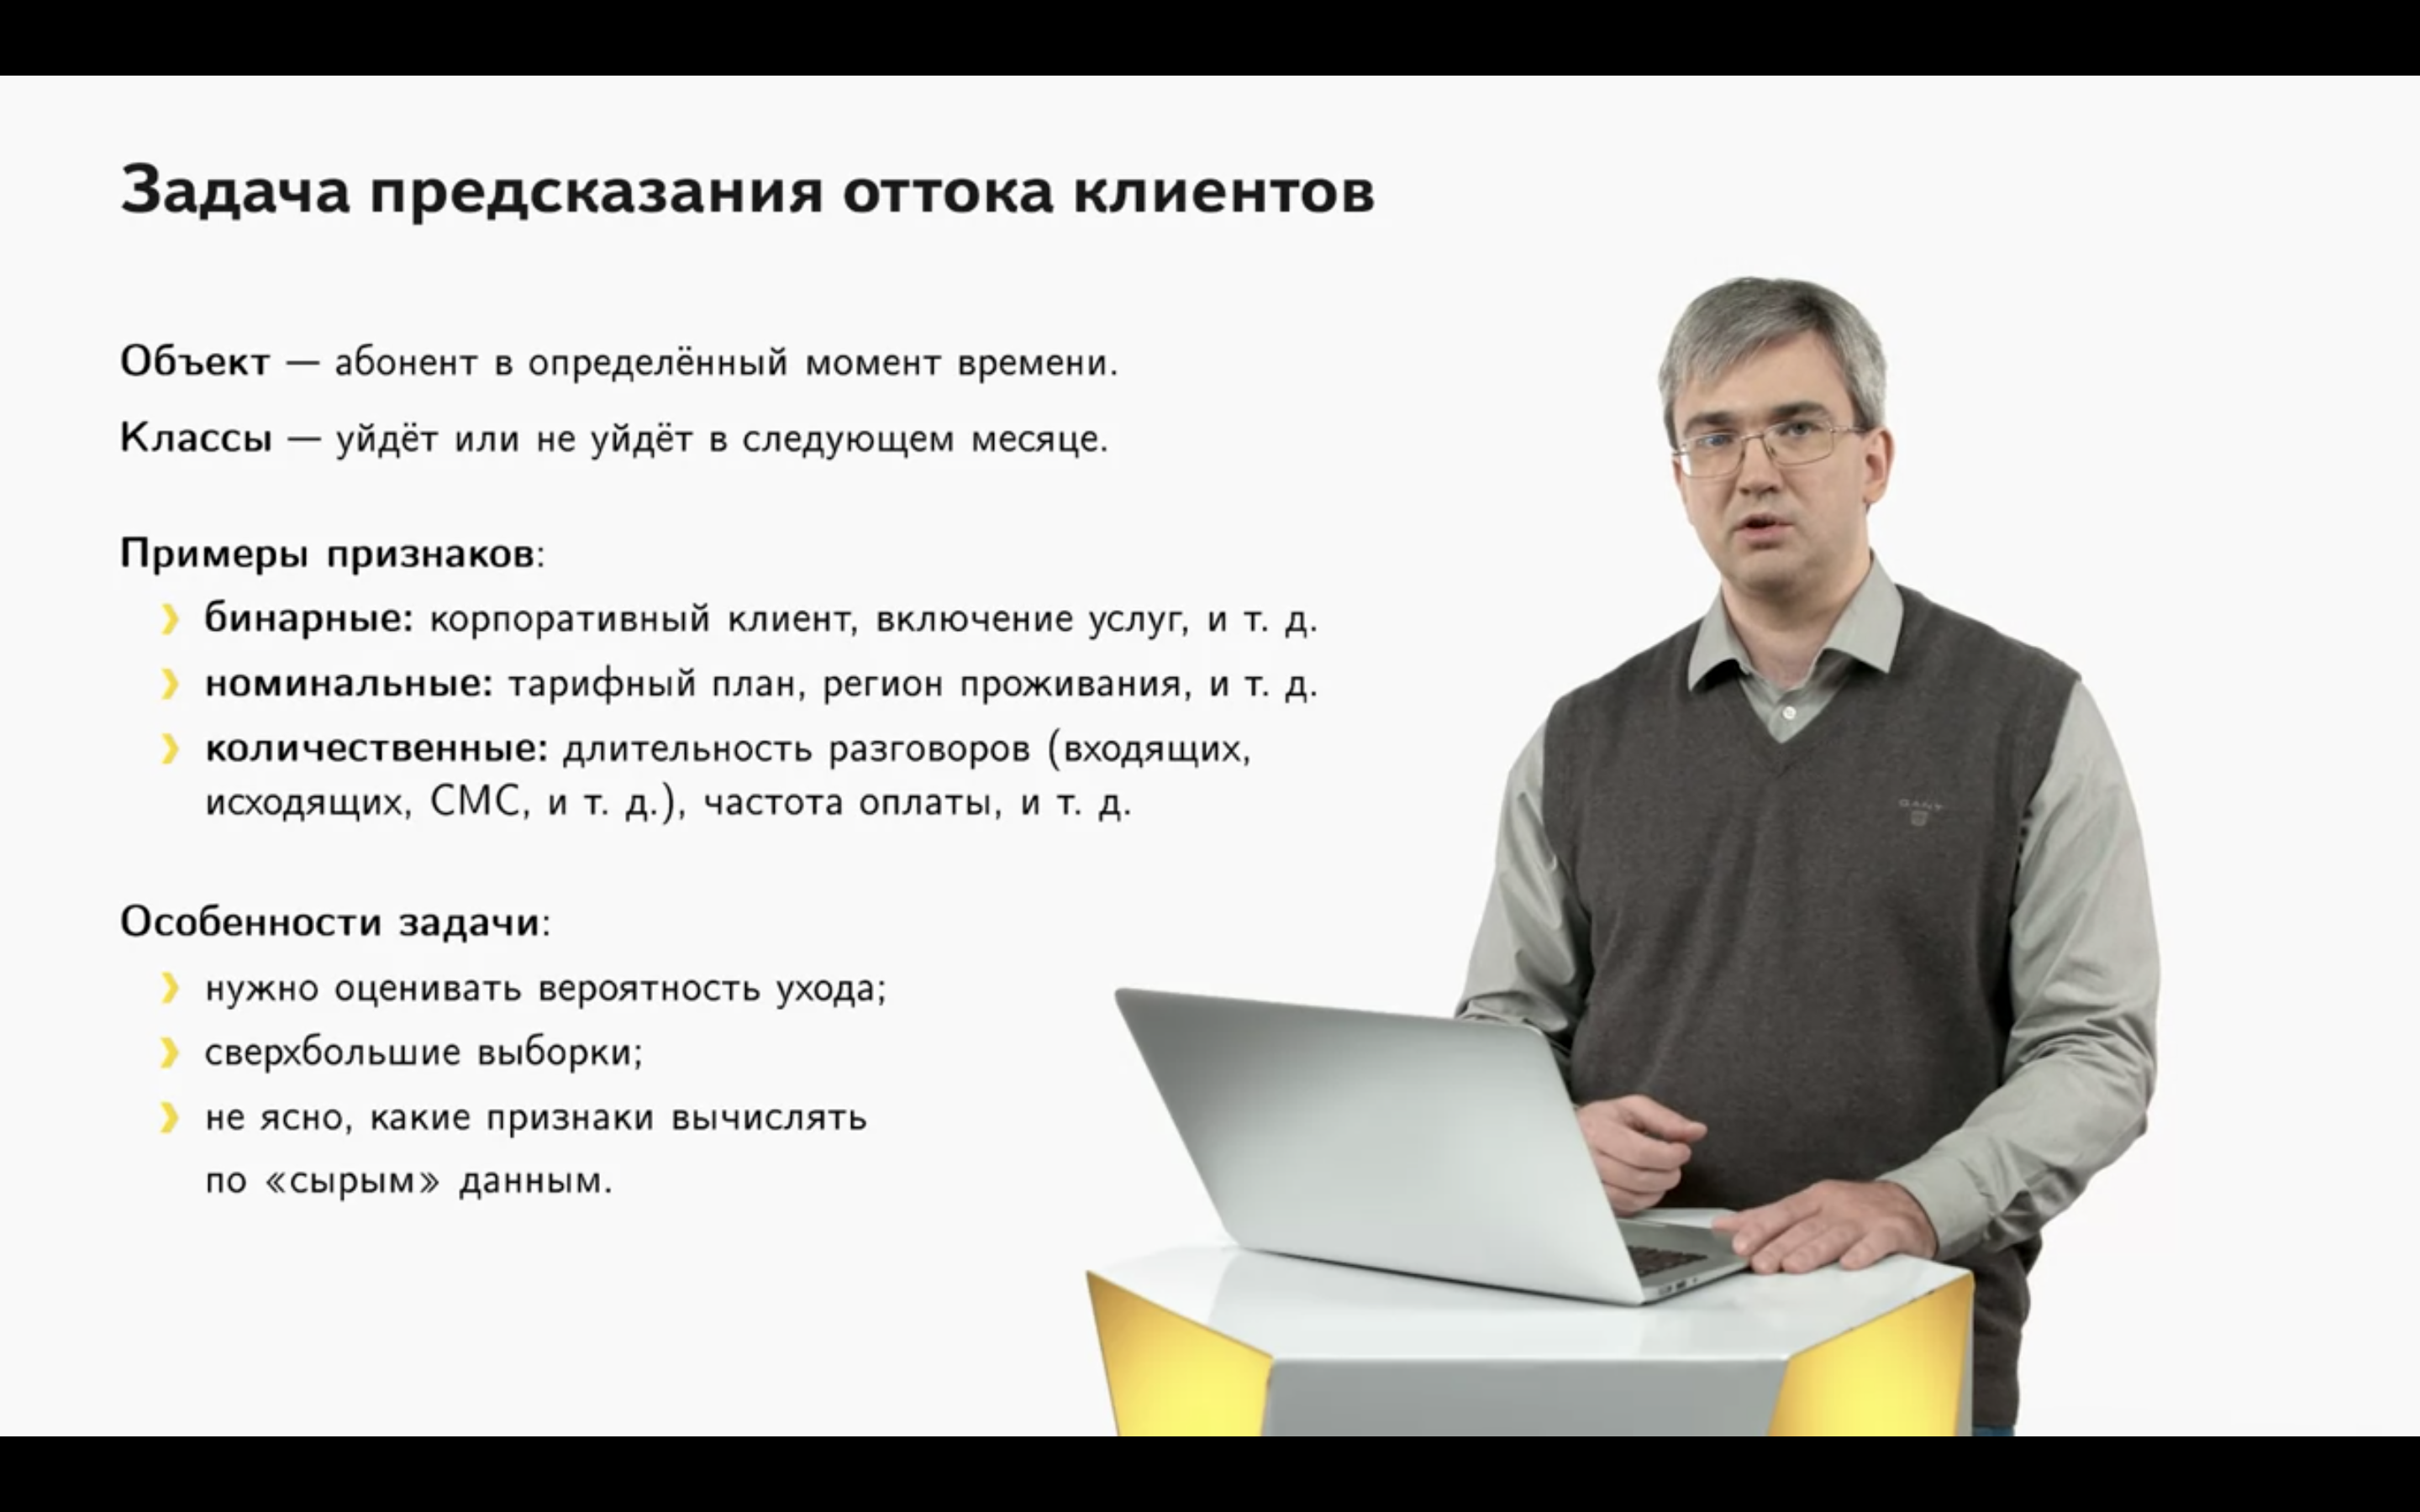 Задача предсказания оттока клиентов
Объект — абонент в определённый момент времени.
Классы — уйдёт или не уйдёт в следующем месяце.
Примеры признаков:
бинарные: корпоративный клиент, включение услуг, и т. д.
номинальные: тарифный план, регион проживания, и т. д.
количественные: длительность разговоров (входящих,
исходящих, СМС, и т. д.), частота оплаты, и т. д.
Особенности задачи:
нужно оценивать вероятность ухода;
сверхбольшие выборки;
не ясно, какие признаки вычислять
по «сырым» данным.
GANT